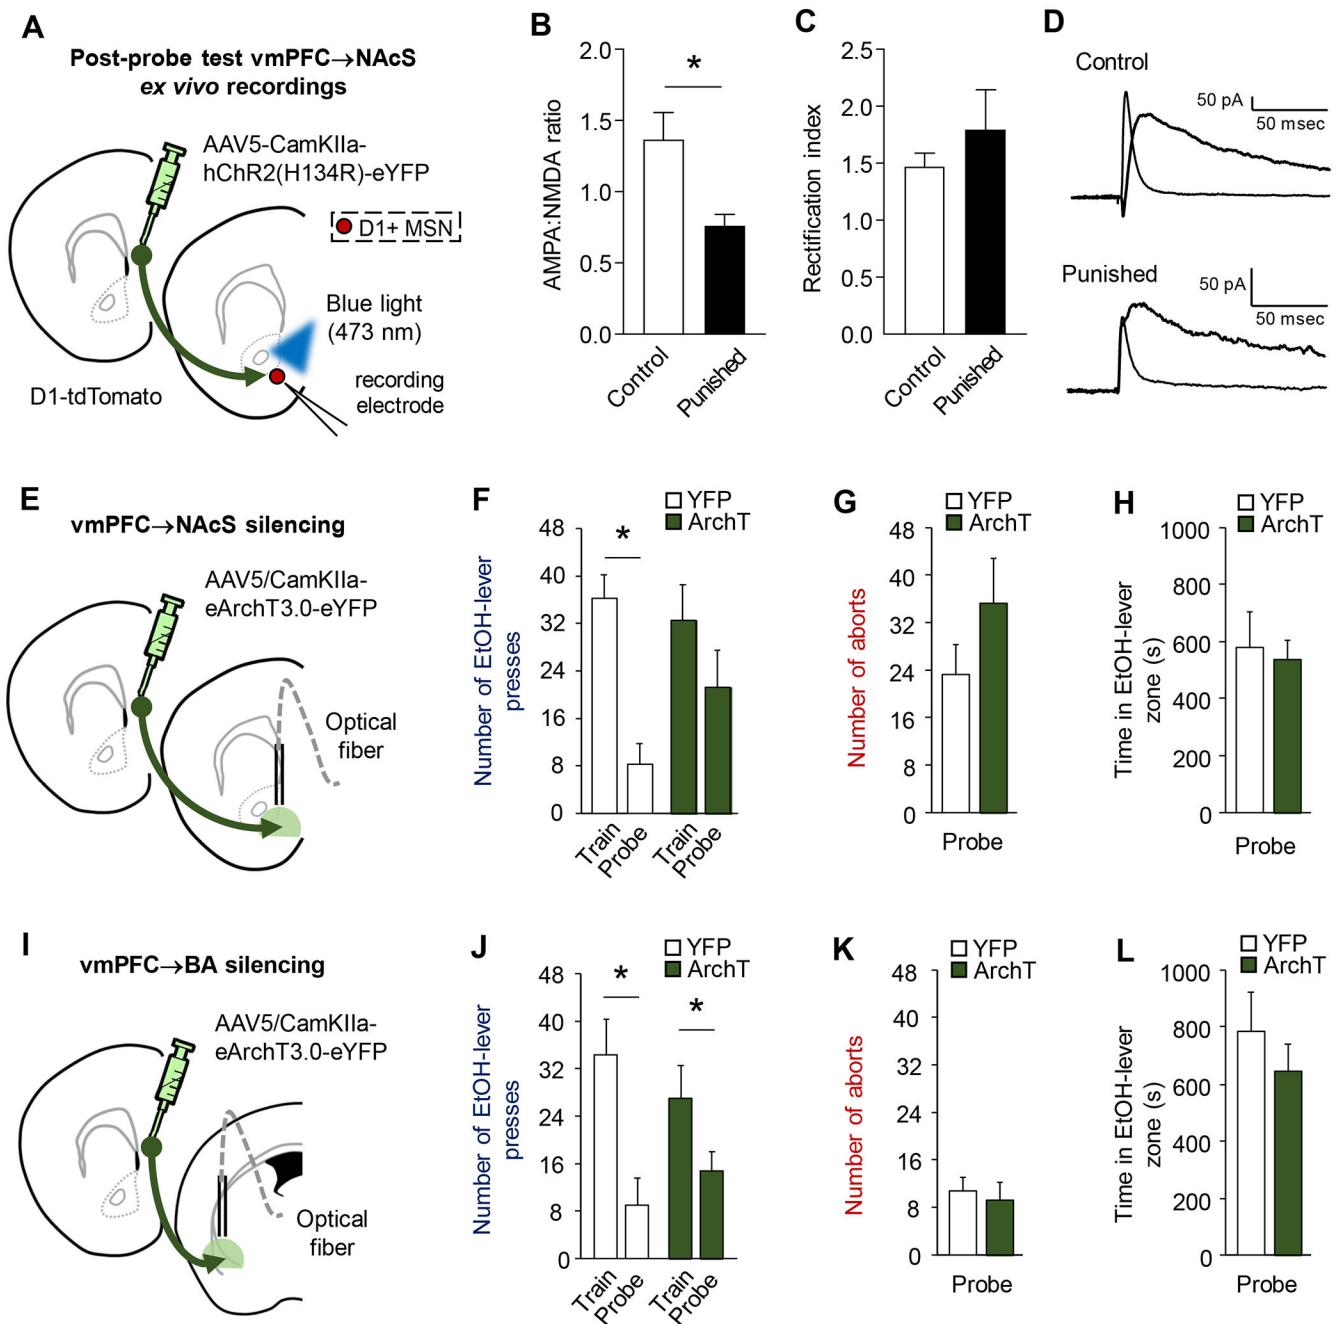 A
Post-probe test vmPFC→NAcS
ex vivo recordings
AAV5-CamKIIa-
hChR2(H134R)-eYFP
D1+ MSN
Blue light
(473 nm)
recording
electrode
D1-tdTomato
B
AMPA:NMDA ratio
2.0
1.5
1.0
0.5
0.0
*
Control
Punished
C
Rectification index
2.5
2.0
1.5
1.0
0.5
0.0
Control
Punished
D
Control
50 pA
50 msec
Punished
50 pA
50 msec
E
vmPFC→NAcS silencing
AAV5/CamKIIa-
eArchT3.0-eYFP
Optical
fiber
F
YFP
ArchT
Number of EtOH-lever
presses
48
40
32
24
16
8
0
*
Train
Probe
Train
Probe
G
YFP
ArchT
Number of aborts
48
40
32
24
16
8
0
Probe
H
YFP
ArchT
Time in EtOH-lever
zone (s)
1000
800
600
400
200
0
Probe
I
vmPFC→BA silencing
AAV5/CamKIIa-
eArchT3.0-eYFP
Optical
fiber
J
YFP
ArchT
Number of EtOH-lever
presses
48
40
32
24
16
8
0
*
*
Train
Probe
Train
Probe
K
YFP
ArchT
Number of aborts
48
40
32
24
16
8
0
Probe
L
YFP
ArchT
Time in EtOH-lever
zone (s)
1000
800
600
400
200
0
Probe